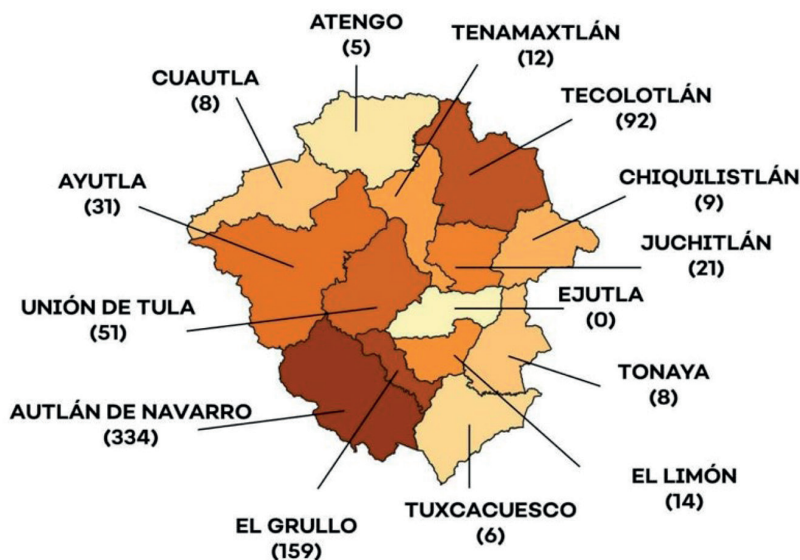 ATENGO
(5)
TENAMAXTLÁN
(12)
CUAUTLA
(8)
TECOLOTLÁN
(92)
AYUTLA
(31)
CHIQUILISTLÁN
(9)
JUCHITLÁN
(21)
UNIÓN DE TULA
(51)
EJUTLA
(0)
TONAYA
(8)
AUTLÁN DE NAVARRO
(334)
EL LIMÓN
(14)
TUXCACUESCO
(6)
EL GRULLO
(159)